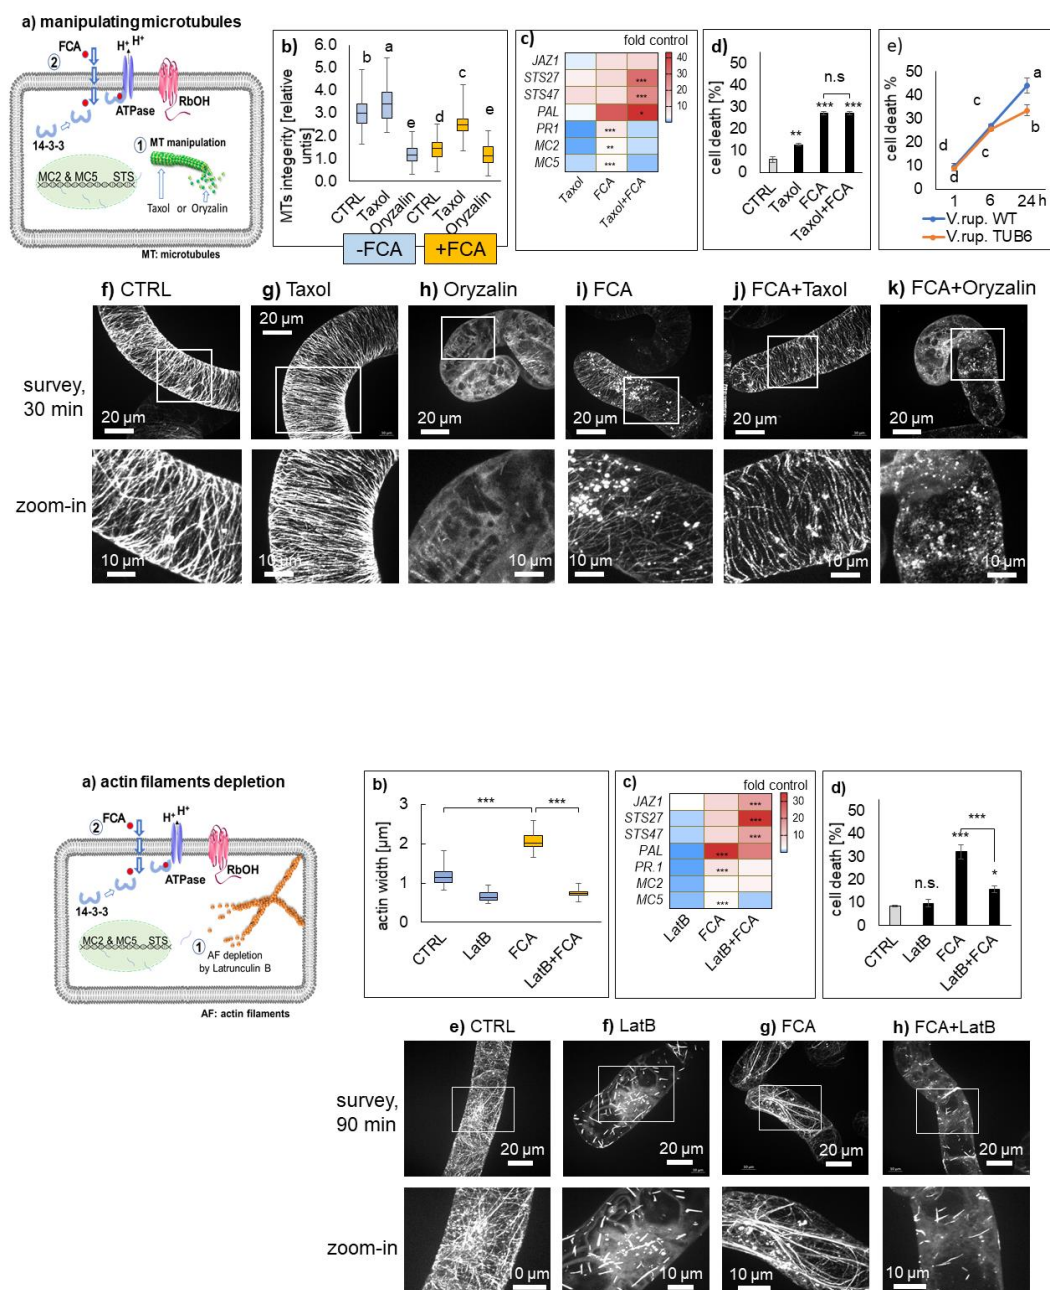 a) manipulating microtubules
② FCA
H⁺ H⁺
RbOH
ATPase
14-3-3
① MT manipulation
MC2 & MC5 STS
Taxol or Oryzalin
MT: microtubules
b)
MTs integerity [relative untis]
6.0
5.0
4.0
3.0
2.0
1.0
0.0
b a e d c e
CTRL
Taxol
Oryzalin
CTRL
Taxol
Oryzalin
-FCA
+FCA
c)
fold control
JAZ1
STS27 ***
STS47 ***
PAL *
PR1 ***
MC2 **
MC5 ***
40
30
20
10
Taxol
FCA
Taxol+FCA
d)
cell death [%]
50
40
30
20
10
0
** *** ***
n.s
CTRL
Taxol
FCA
Taxol+FCA
e)
cell death %
50
40
30
20
10
0
a
c
b
d
c
d
1 6 24 h
V.rup. WT
V.rup. TUB6
f) CTRL
g) Taxol
h) Oryzalin
i) FCA
j) FCA+Taxol
k) FCA+Oryzalin
survey,
30 min
20 µm
20 µm
20 µm
20 µm
20 µm
20 µm
zoom-in
10 µm
10 µm
10 µm
10 µm
10 µm
10 µm
a) actin filaments depletion
② FCA
H⁺ H⁺
RbOH
ATPase
14-3-3
MC2 & MC5 STS
① AF depletion
by Latrunculin B
AF: actin filaments
b)
actin width [µm]
3
2
1
0
*** ***
CTRL
LatB
FCA
LatB+FCA
c)
fold control
JAZ1 ***
STS27 ***
STS47 ***
PAL ***
PR.1 ***
MC2
MC5 ***
30
20
10
LatB
FCA
LatB+FCA
d)
cell death [%]
50
40
30
20
10
0
n.s. *** *
***
CTRL
LatB
FCA
LatB+FCA
e) CTRL
f) LatB
g) FCA
h) FCA+LatB
survey,
90 min
20 µm
20 µm
20 µm
20 µm
zoom-in
10 µm
10 µm
10 µm
10 µm